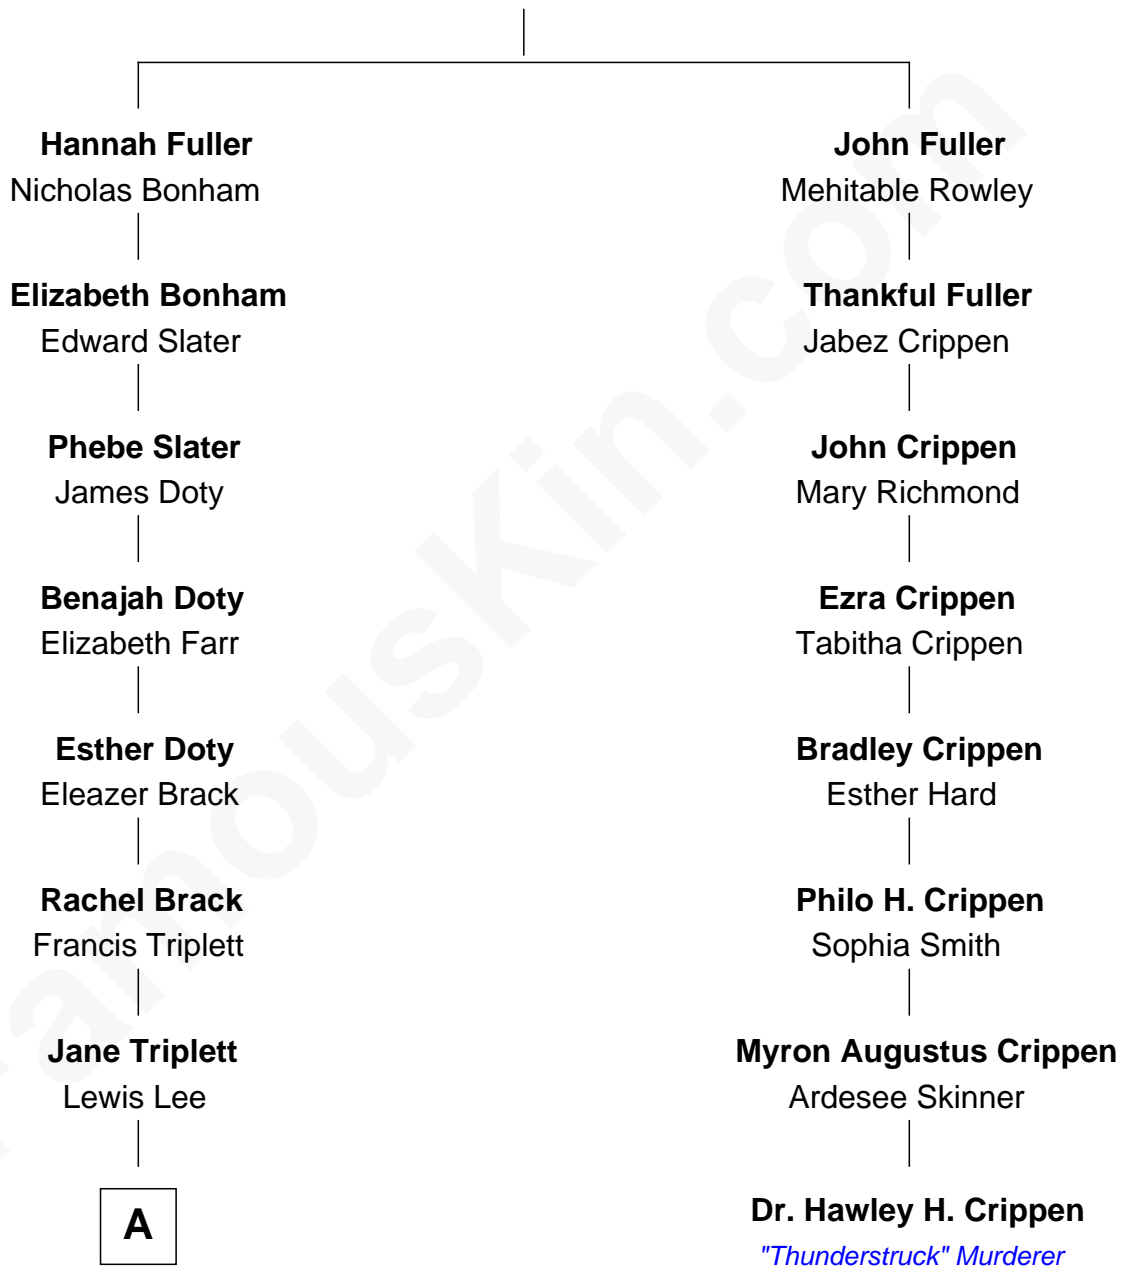 Hannah Fuller
Nicholas Bonham
Elizabeth Bonham
Edward Slater
Phebe Slater
James Doty
Benajah Doty
Elizabeth Farr
Esther Doty
Eleazer Brack
Rachel Brack
Francis Triplett
Jane Triplett
Lewis Lee
A
John Fuller
Mehitable Rowley
Thankful Fuller
Jabez Crippen
John Crippen
Mary Richmond
Ezra Crippen
Tabitha Crippen
Bradley Crippen
Esther Hard
Philo H. Crippen
Sophia Smith
Myron Augustus Crippen
Ardesee Skinner
Dr. Hawley H. Crippen
"Thunderstruck" Murderer
FamousKin.com